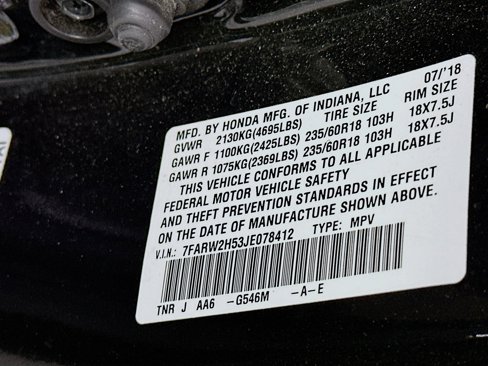 MFD. BY HONDA MFG. OF INDIANA, LLC 07/'18
GVWR 2130KG(4695LBS) TIRE SIZE RIM SIZE
GAWR F 1100KG(2425LBS) 235/60R18 103H 18X7.5J
GAWR R 1075KG(2369LBS) 235/60R18 103H 18X7.5J
THIS VEHICLE CONFORMS TO ALL APPLICABLE
FEDERAL MOTOR VEHICLE SAFETY
AND THEFT PREVENTION STANDARDS IN EFFECT
ON THE DATE OF MANUFACTURE SHOWN ABOVE.
V.I.N.: 7FARW2H53JE078412 TYPE: MPV
TNR J AA6 -G546M -A-E